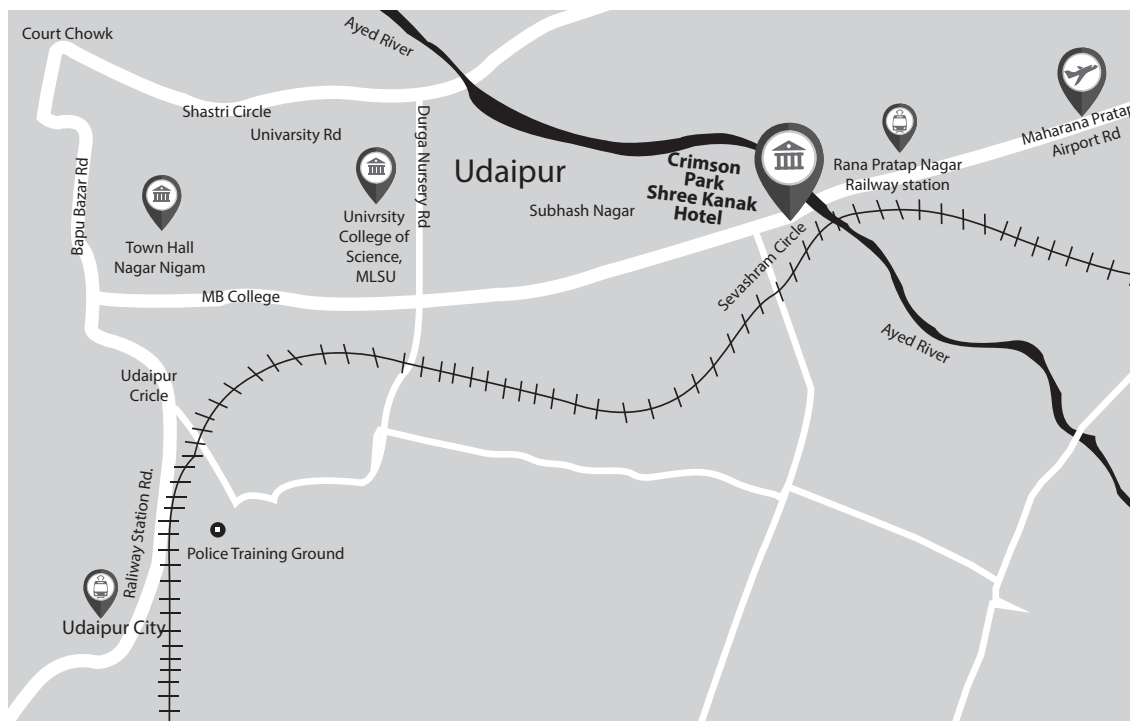 Court Chowk
Ayed River
Shastri Circle
Univarsity Rd
Durga Nursery Rd
Bapu Bazar Rd
Town Hall
Nagar Nigam
Univrsity
College of
Science,
MLSU
Udaipur
Subhash Nagar
Crimson
Park
Shree Kanak
Hotel
Rana Pratap Nagar
Railway station
Maharana Pratap
Airport Rd
MB College
Sevashram Circle
Ayed River
Udaipur
Cricle
Raliway Station Rd.
Police Training Ground
Udaipur City